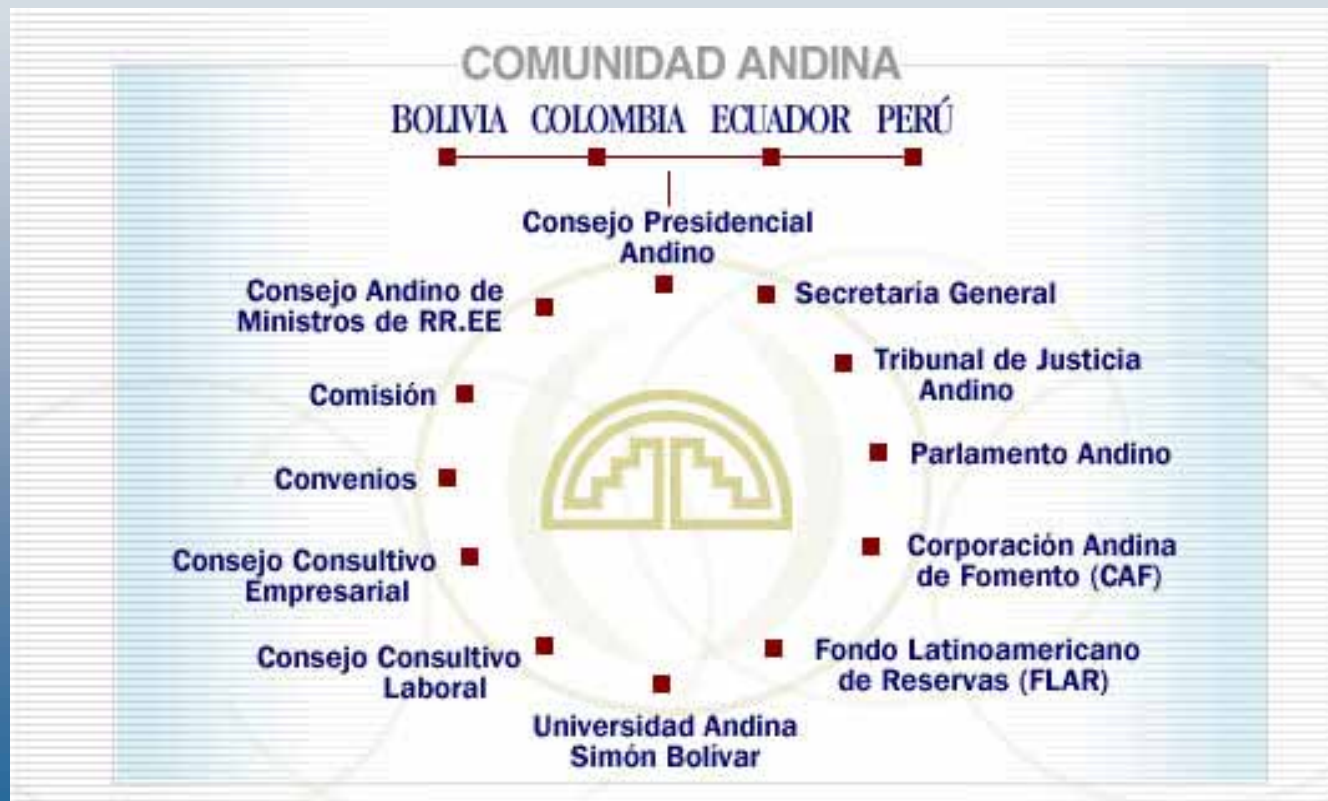 COMUNIDAD ANDINA
BOLIVIA COLOMBIA ECUADOR PERÚ
Consejo Presidencial
Andino
Secretaría General
Tribunal de Justicia
Andino
Parlamento Andino
Corporación Andina
de Fomento (CAF)
Fondo Latinoamericano
de Reservas (FLAR)
Universidad Andina
Simón Bolívar
Consejo Consultivo
Laboral
Consejo Consultivo
Empresarial
Convenios
Comisión
Consejo Andino de
Ministros de RR.EE